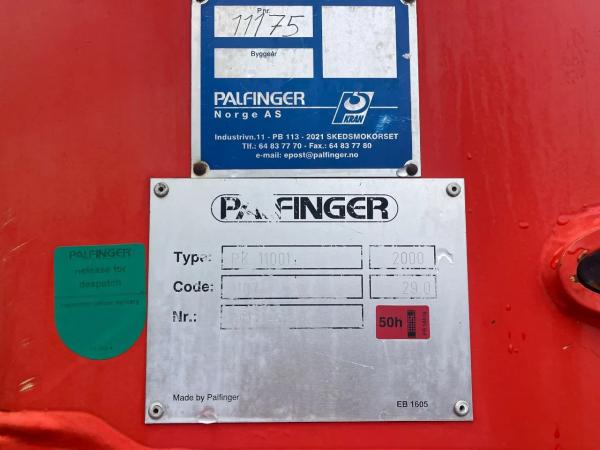 P.nr.
11175
Byggeår
PALFINGER
Norge AS
KRAN
Industrivn.11 - PB 113 - 2021 SKEDSMOKORSET
Tlf.: 64 83 77 70 - Fax.: 64 83 77 80
e-mail: epost@palfinger.no
PALFINGER
Type: PK 11001 2000
Code: 29.0
Nr.:
50h
Made by Palfinger
EB 1605
PALFINGER
release for
despatch